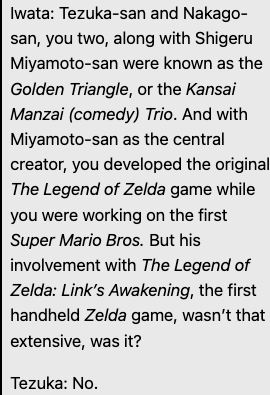 Iwata: Tezuka-san and Nakago-
san, you two, along with Shigeru
Miyamoto-san were known as the
Golden Triangle, or the Kansai
Manzai (comedy) Trio. And with
Miyamoto-san as the central
creator, you developed the original
The Legend of Zelda game while
you were working on the first
Super Mario Bros. But his
involvement with The Legend of
Zelda: Link's Awakening, the first
handheld Zelda game, wasn't that
extensive, was it?
Tezuka: No.